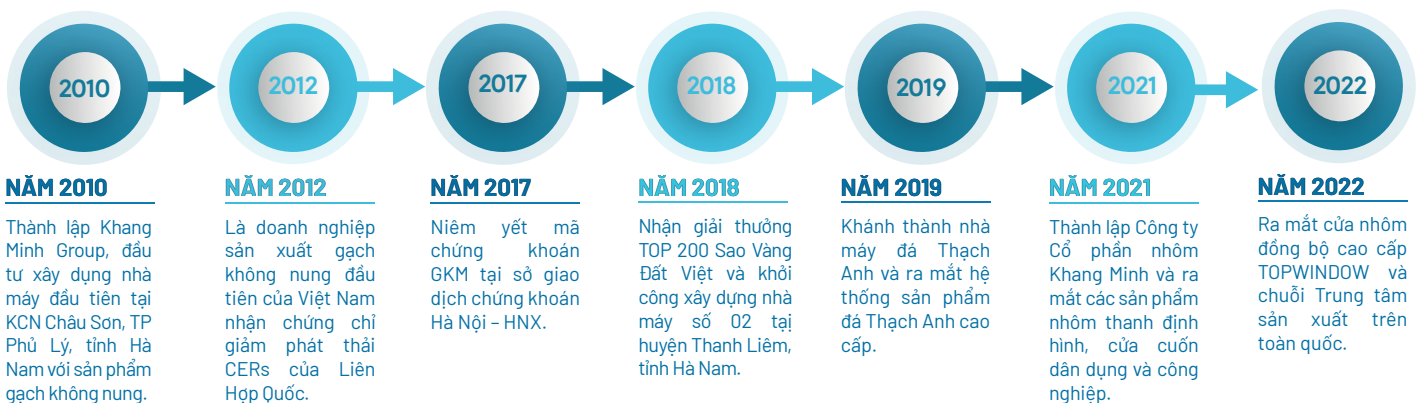 2010
2012
2017
2018
2019
2021
2022
NĂM 2010
Thành lập Khang
Minh Group, đầu
tư xây dựng nhà
máy đầu tiên tại
KCN Châu Sơn, TP
Phủ Lý, tỉnh Hà
Nam với sản phẩm
gạch không nung.
NĂM 2012
Là doanh nghiệp
sản xuất gạch
không nung đầu
tiên của Việt Nam
nhận chứng chỉ
giảm phát thải
CERs của Liên
Hợp Quốc.
NĂM 2017
Niêm yết mã
chứng khoán
GKM tại sở giao
dịch chứng khoán
Hà Nội – HNX.
NĂM 2018
Nhận giải thưởng
TOP 200 Sao Vàng
Đất Việt và khởi
công xây dựng nhà
máy số 02 tại
huyện Thanh Liêm,
tỉnh Hà Nam.
NĂM 2019
Khánh thành nhà
máy đá Thạch
Anh và ra mắt hệ
thống sản phẩm
đá Thạch Anh cao
cấp.
NĂM 2021
Thành lập Công ty
Cổ phần nhôm
Khang Minh và ra
mắt các sản phẩm
nhôm thanh định
hình, cửa cuốn
dân dụng và công
nghiệp.
NĂM 2022
Ra mắt cửa nhôm
đồng bộ cao cấp
TOPWINDOW và
chuỗi Trung tâm
sản xuất trên
toàn quốc.